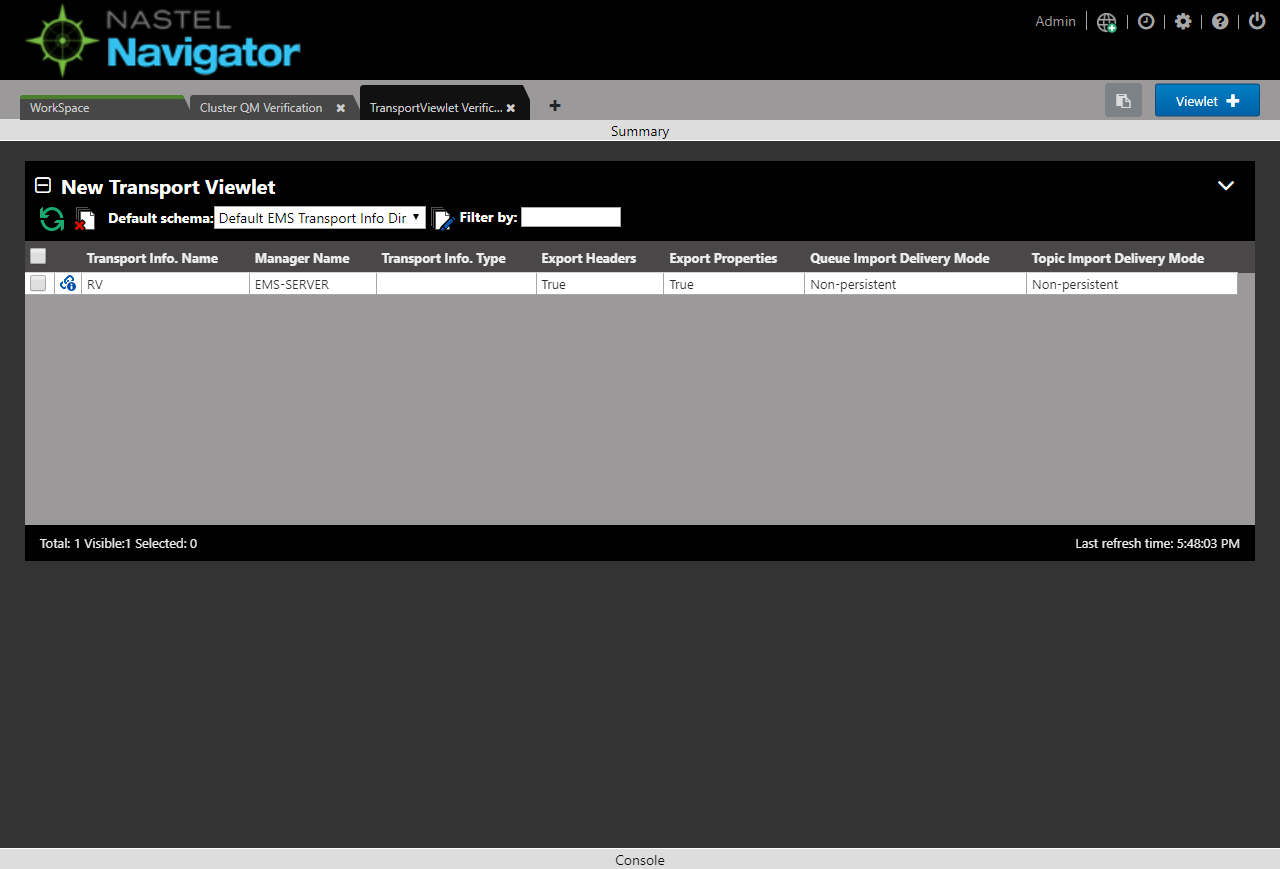 NASTEL
Navigator
Admin
WorkSpace
Cluster QM Verification
TransportViewlet Verific...
Viewlet
Summary
New Transport Viewlet
Default schema: Default EMS Transport Info Dir Filter by:
Transport Info. Name Manager Name Transport Info. Type Export Headers Export Properties Queue Import Delivery Mode Topic Import Delivery Mode
RV EMS-SERVER True True Non-persistent Non-persistent
Total: 1 Visible:1 Selected: 0
Last refresh time: 5:48:03 PM
Console